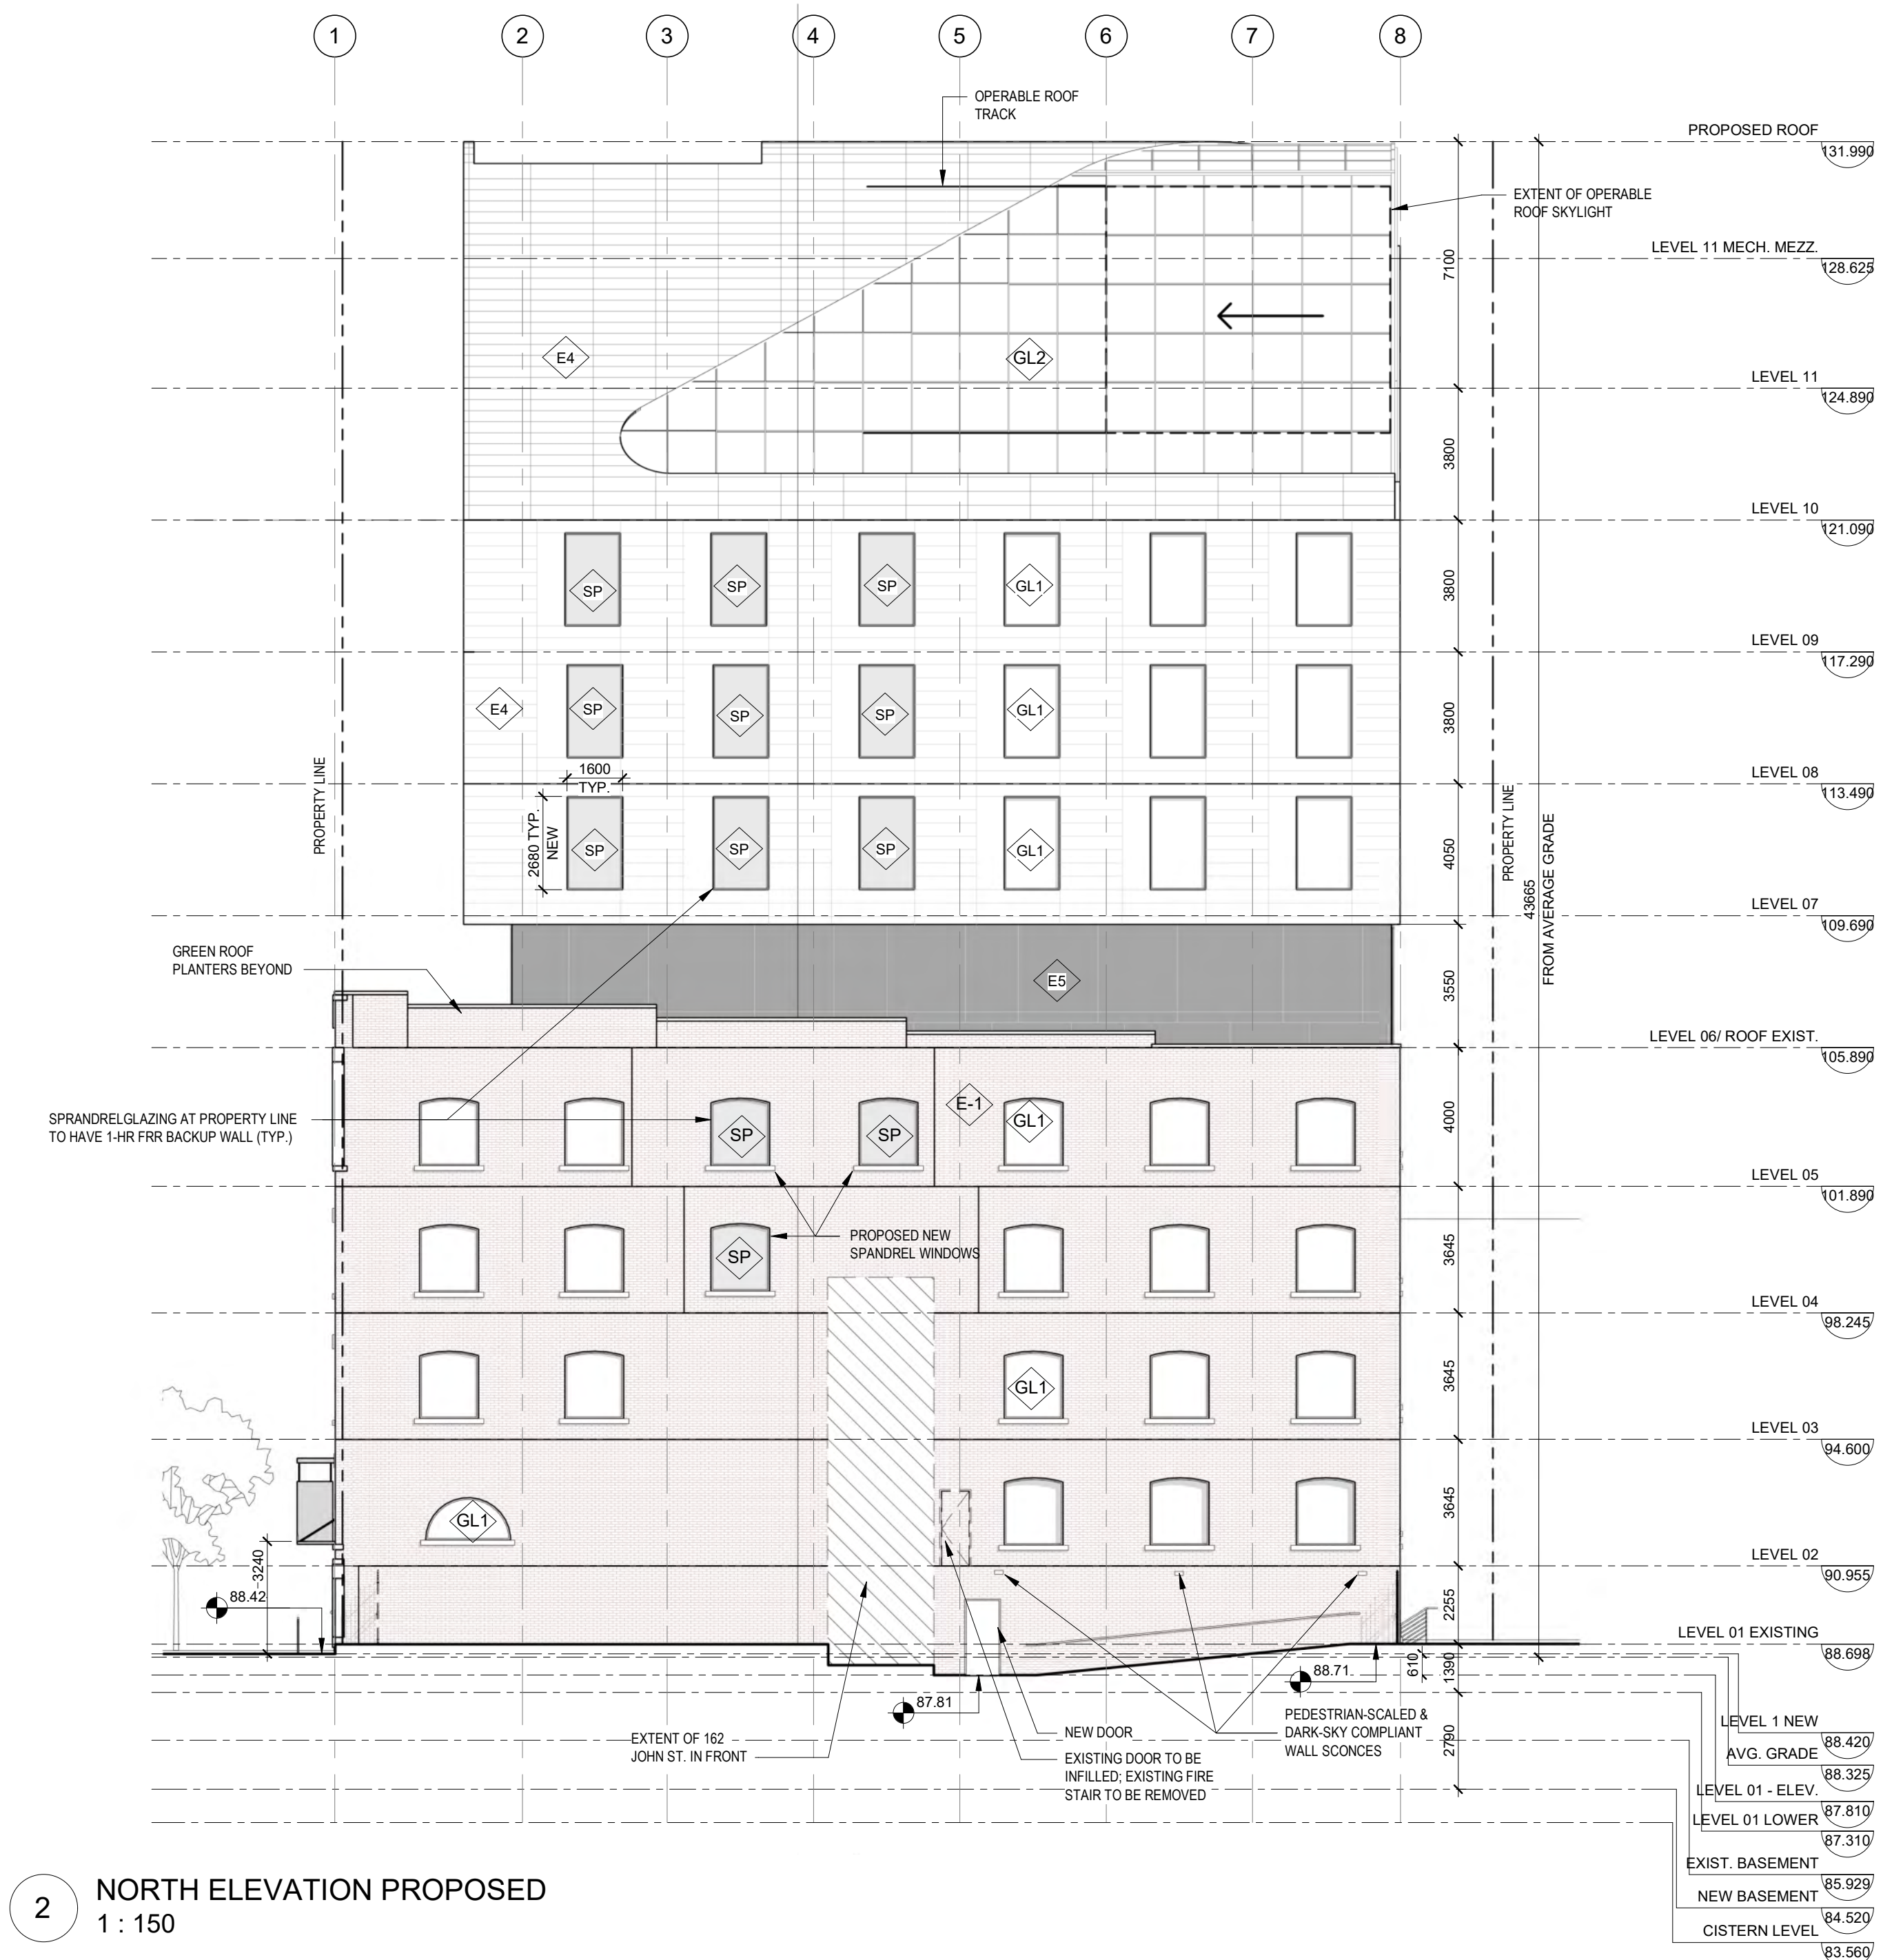 1
2
3
4
5
6
7
8
OPERABLE ROOF
TRACK
PROPOSED ROOF
131.990
EXTENT OF OPERABLE
ROOF SKYLIGHT
LEVEL 11 MECH. MEZZ.
128.625
7100
E4
GL2
LEVEL 11
124.890
3800
LEVEL 10
121.090
SP
SP
SP
GL1
3800
LEVEL 09
117.290
E4
SP
SP
SP
GL1
3800
1600
TYP.
LEVEL 08
113.490
PROPERTY LINE
2680 TYP.
NEW
SP
SP
SP
GL1
4050
PROPERTY LINE
43665
FROM AVERAGE GRADE
LEVEL 07
109.690
GREEN ROOF
PLANTERS BEYOND
E5
3550
LEVEL 06/ ROOF EXIST.
105.890
SPRANDRELGLAZING AT PROPERTY LINE
TO HAVE 1-HR FRR BACKUP WALL (TYP.)
SP
SP
E-1
GL1
4000
LEVEL 05
101.890
PROPOSED NEW
SPANDREL WINDOWS
SP
3645
LEVEL 04
98.245
GL1
3645
LEVEL 03
94.600
GL1
3645
3240
LEVEL 02
90.955
88.42
2255
LEVEL 01 EXISTING
88.698
88.71
610
1390
87.81
EXTENT OF 162
JOHN ST. IN FRONT
NEW DOOR
EXISTING DOOR TO BE
INFILLED; EXISTING FIRE
STAIR TO BE REMOVED
PEDESTRIAN-SCALED &
DARK-SKY COMPLIANT
WALL SCONCES
2790
LEVEL 1 NEW
88.420
AVG. GRADE
88.325
LEVEL 01 - ELEV.
87.810
LEVEL 01 LOWER
87.310
EXIST. BASEMENT
85.929
NEW BASEMENT
84.520
CISTERN LEVEL
83.560
2
NORTH ELEVATION PROPOSED
1 : 150